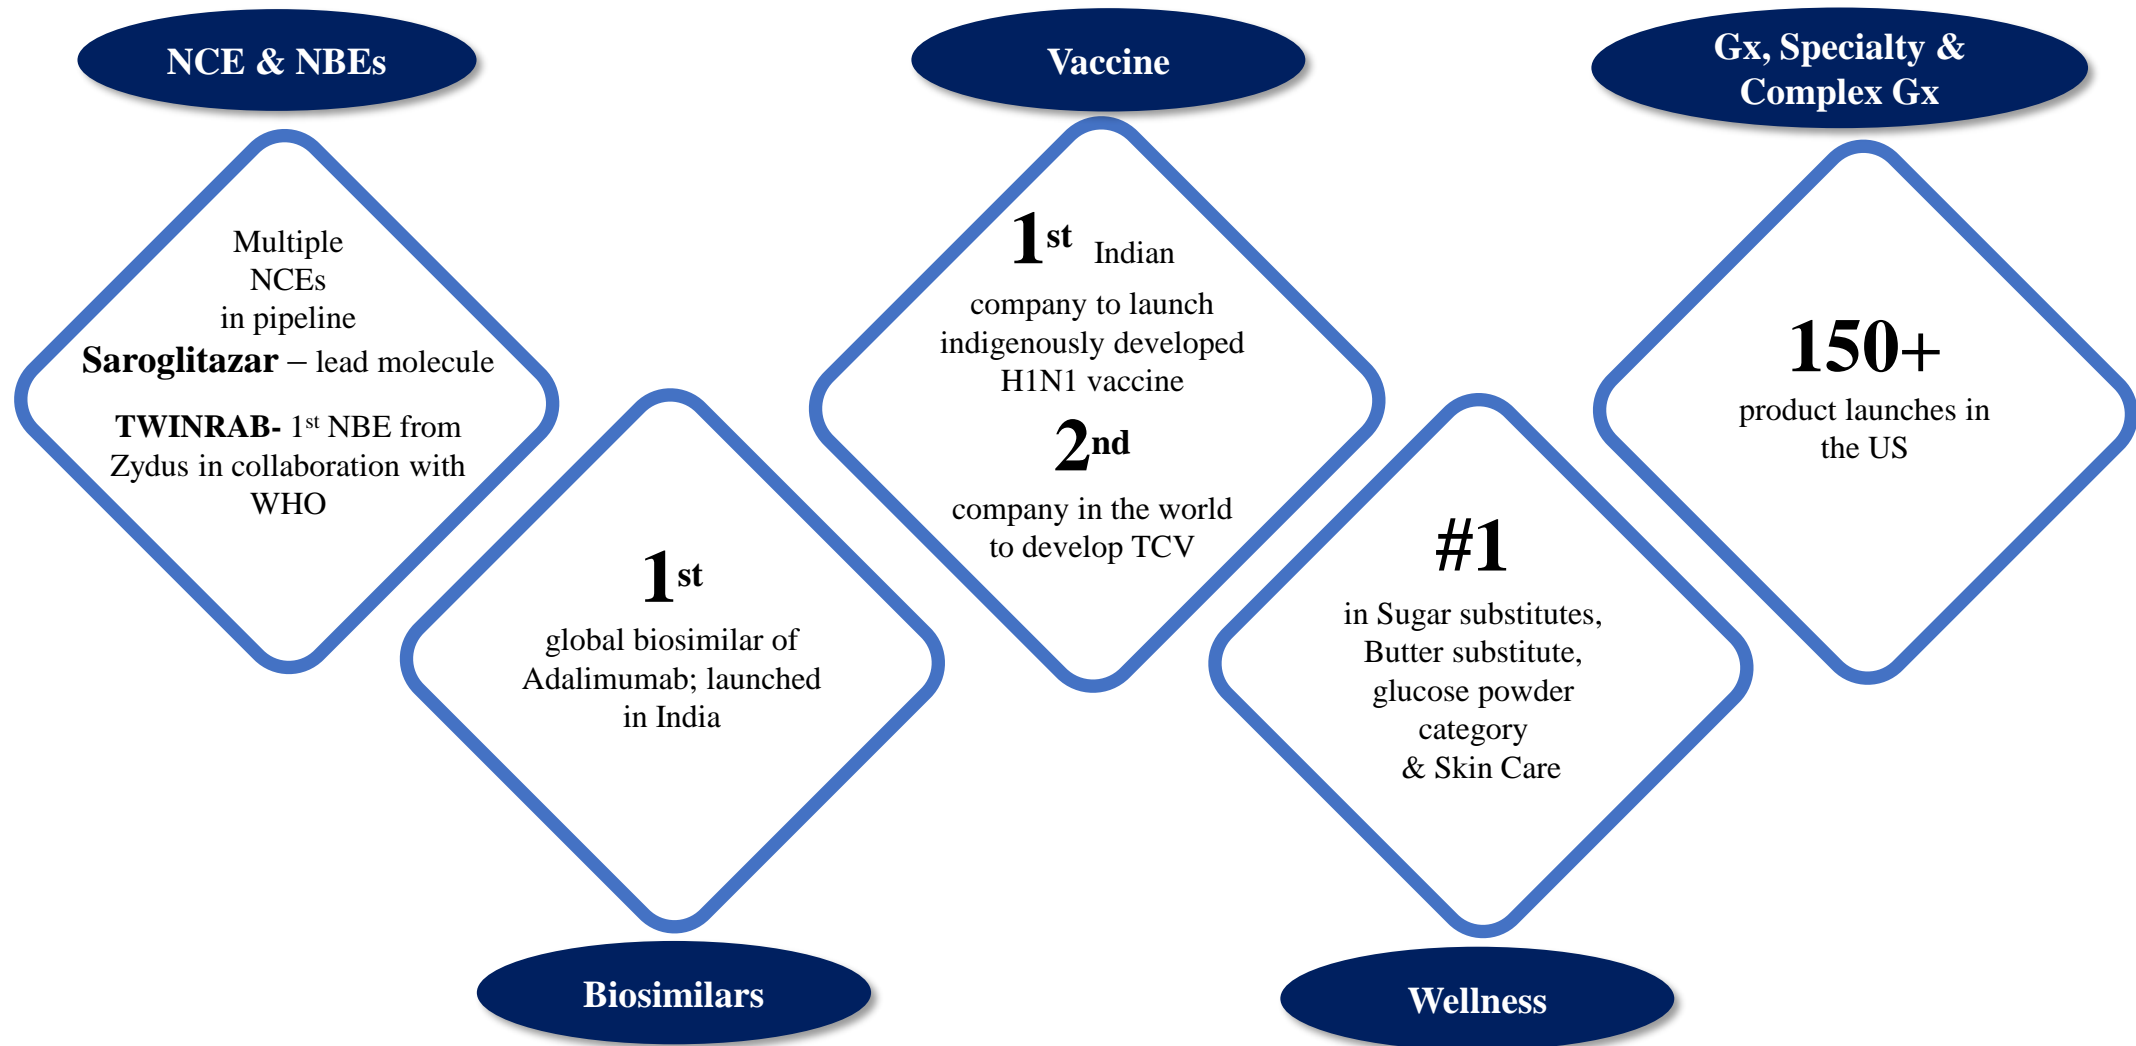 NCE & NBEs
Multiple
NCEs
in pipeline
Saroglitazar – lead molecule
TWINRAB- 1st NBE from
Zydus in collaboration with
WHO
1st
global biosimilar of
Adalimumab; launched
in India
Biosimilars
Vaccine
1st Indian
company to launch
indigenously developed
H1N1 vaccine
2nd
company in the world
to develop TCV
#1
in Sugar substitutes,
Butter substitute,
glucose powder
category
& Skin Care
Wellness
Gx, Specialty &
Complex Gx
150+
product launches in
the US